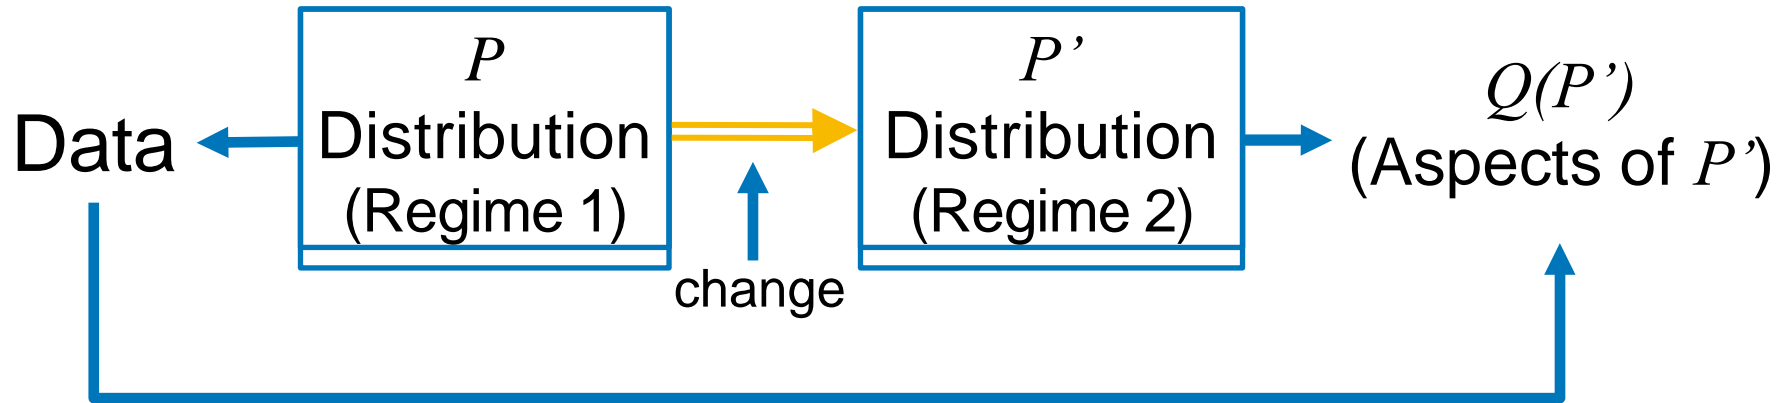 Data
P
Distribution
(Regime 1)
change
P’
Distribution
(Regime 2)
Q(P’)
(Aspects of P’)